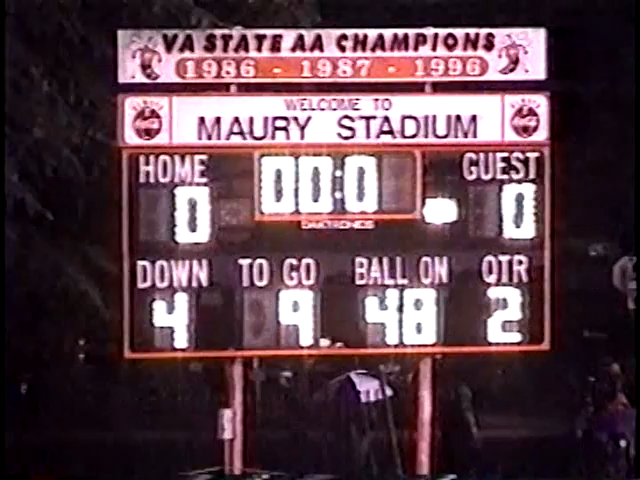 VA STATE AA CHAMPIONS
1986 - 1987 - 1996
WELCOME TO
MAURY STADIUM
HOME 00:0 GUEST
0 0
DAKTRONICS
DOWN TO GO BALL ON QTR
4 9 48 2